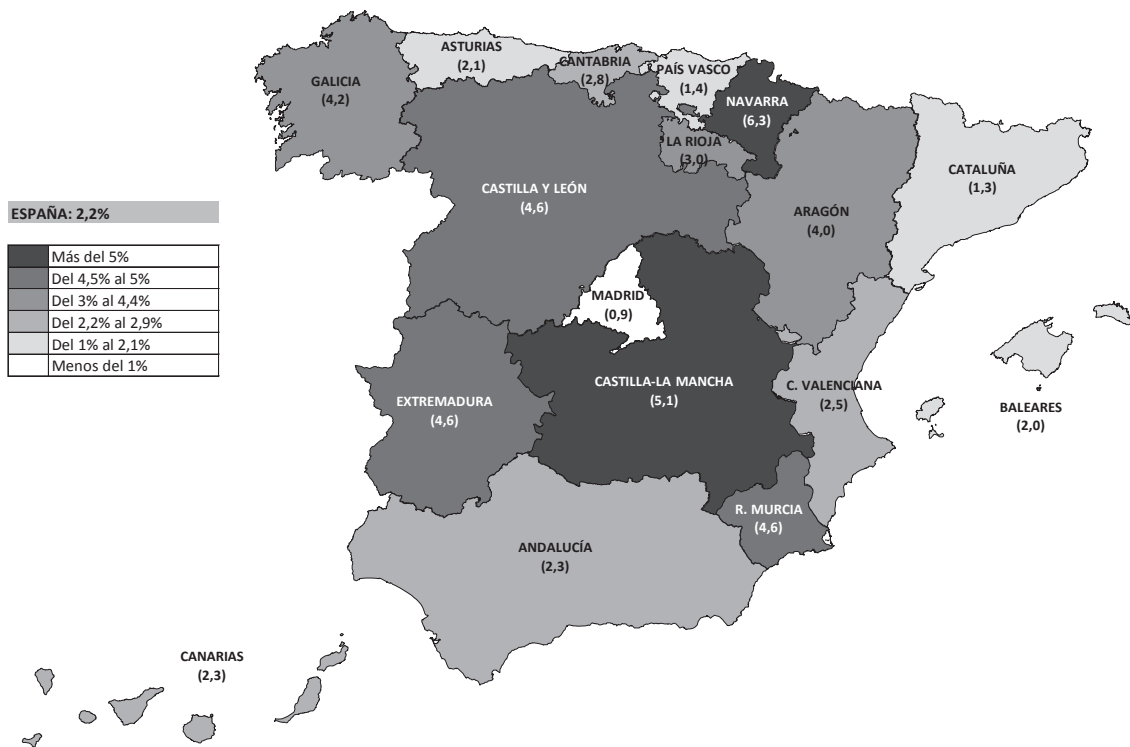 ASTURIAS
(2,1)
CANTABRIA
(2,8)
PAÍS VASCO
(1,4)
GALICIA
(4,2)
NAVARRA
(6,3)
LA RIOJA
(3,0)
CATALUÑA
(1,3)
CASTILLA Y LEÓN
(4,6)
ARAGÓN
(4,0)
ESPAÑA: 2,2%
Más del 5%
Del 4,5% al 5%
Del 3% al 4,4%
Del 2,2% al 2,9%
Del 1% al 2,1%
Menos del 1%
MADRID
(0,9)
CASTILLA-LA MANCHA
(5,1)
C. VALENCIANA
(2,5)
EXTREMADURA
(4,6)
BALEARES
(2,0)
R. MURCIA
(4,6)
ANDALUCÍA
(2,3)
CANARIAS
(2,3)